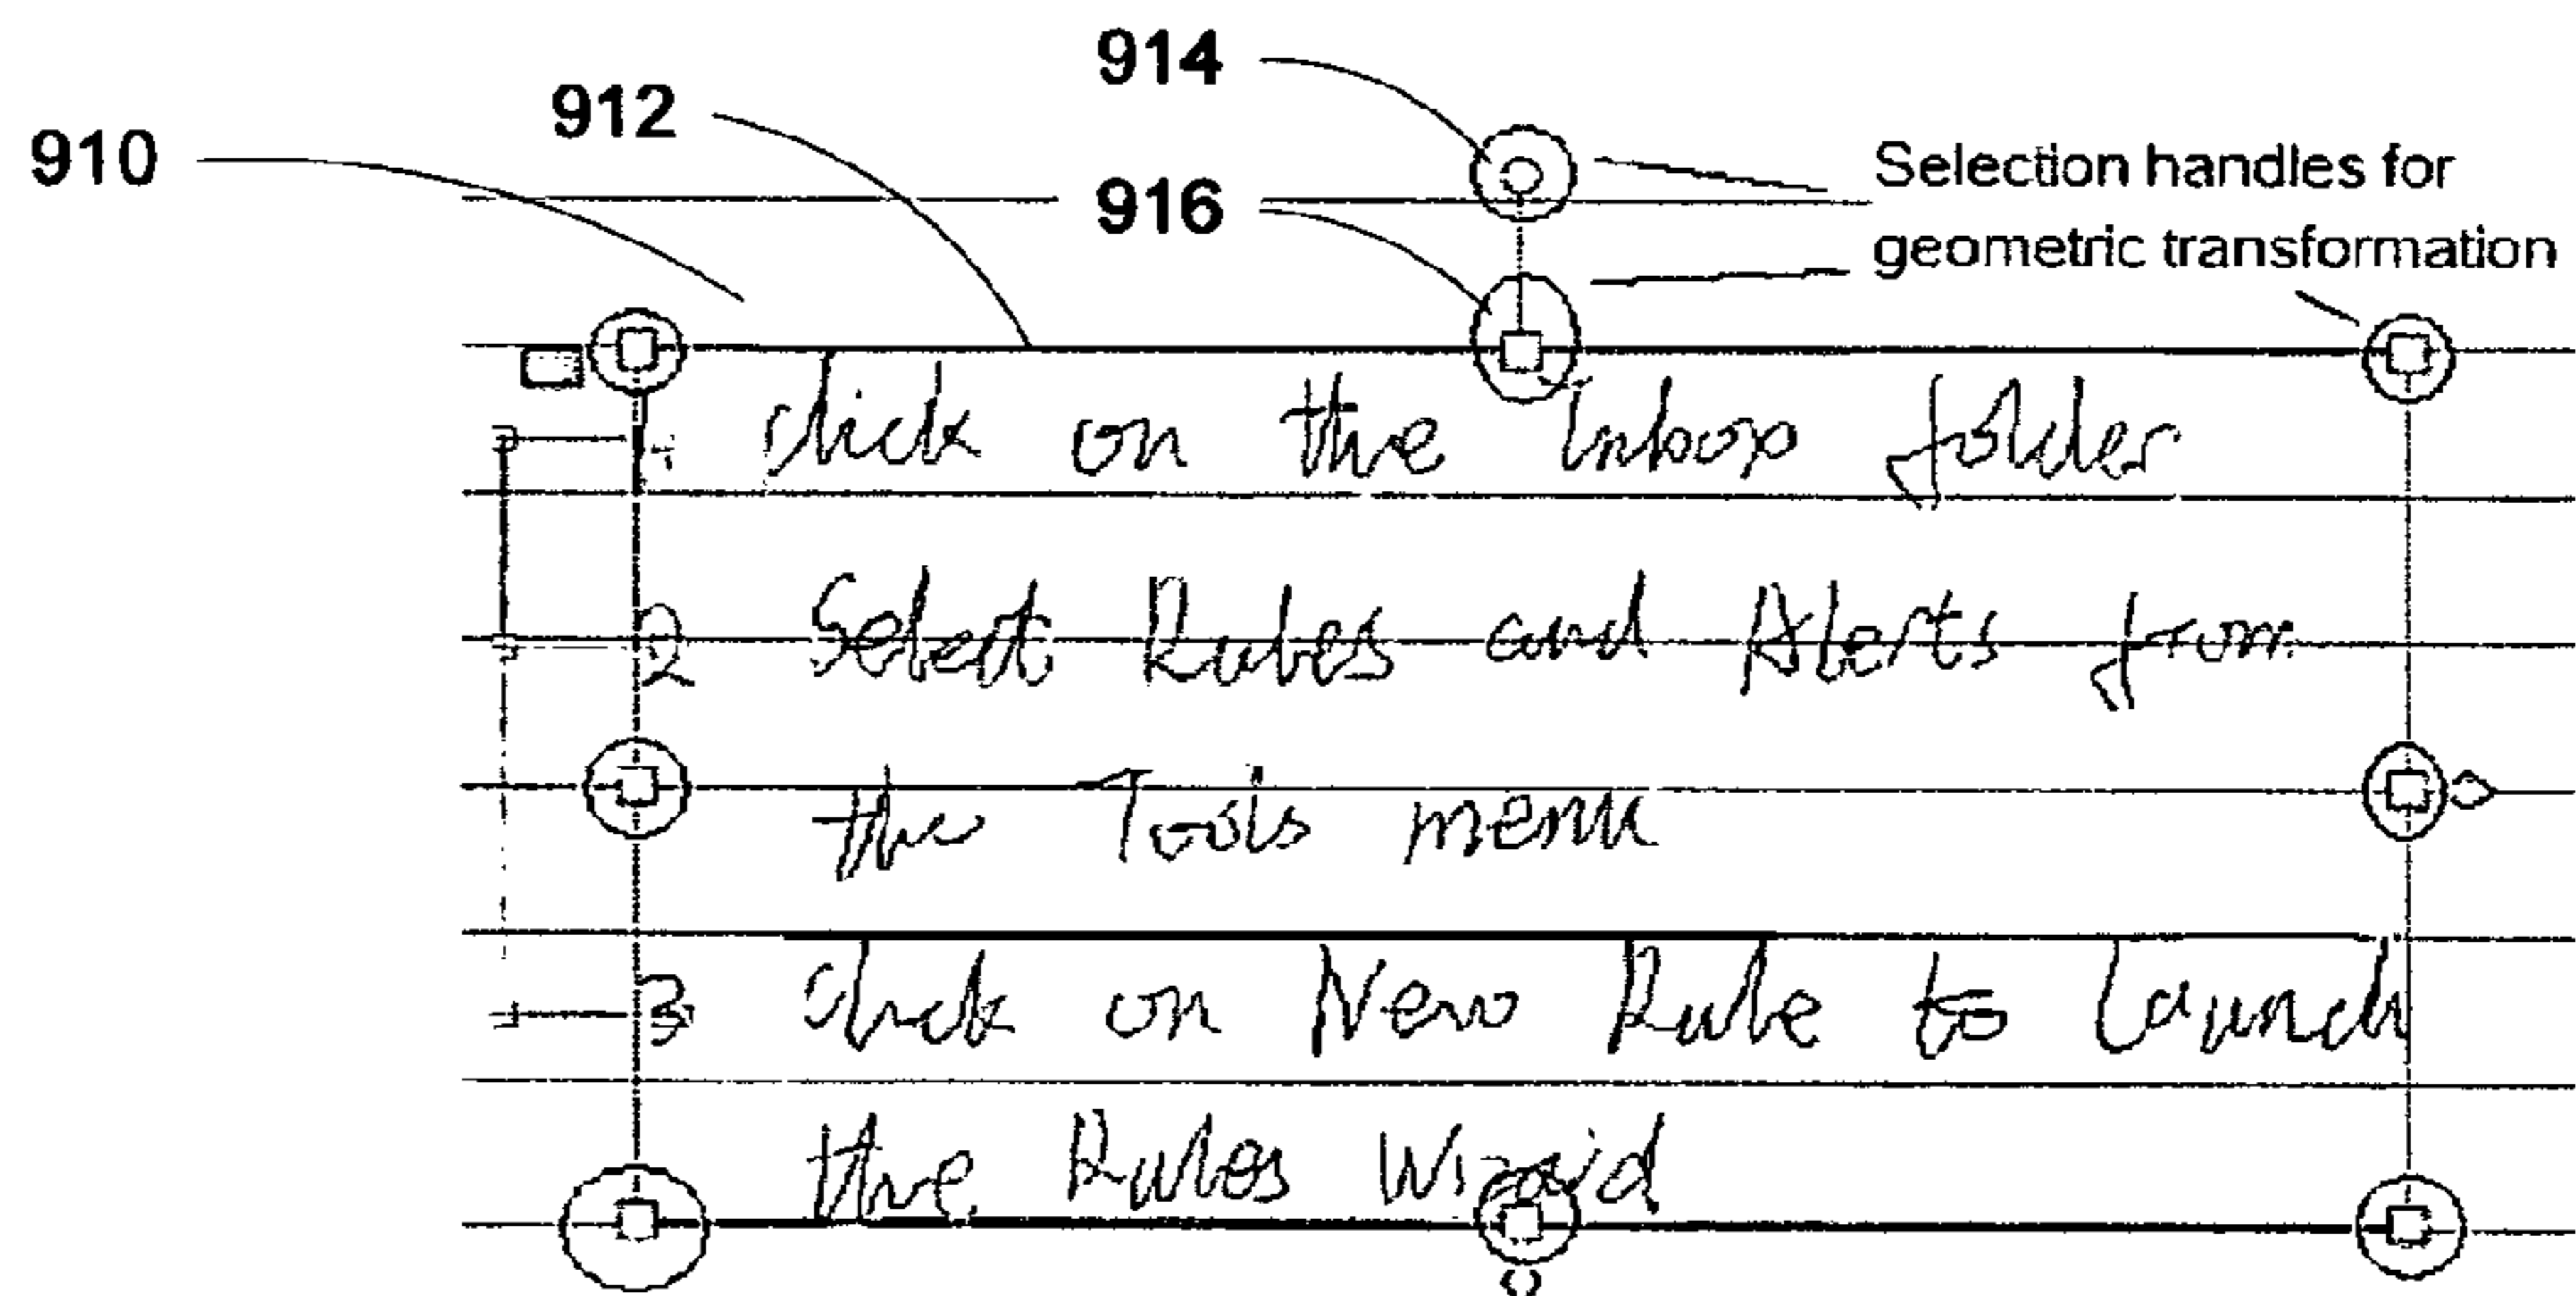 914
912
910
Selection handles for
916
geometric transformation
1 click on the Inbox folder
2 Select Rules and Alerts from
the Tools menu
3 click on New Rule to launch
the Rules Wizard